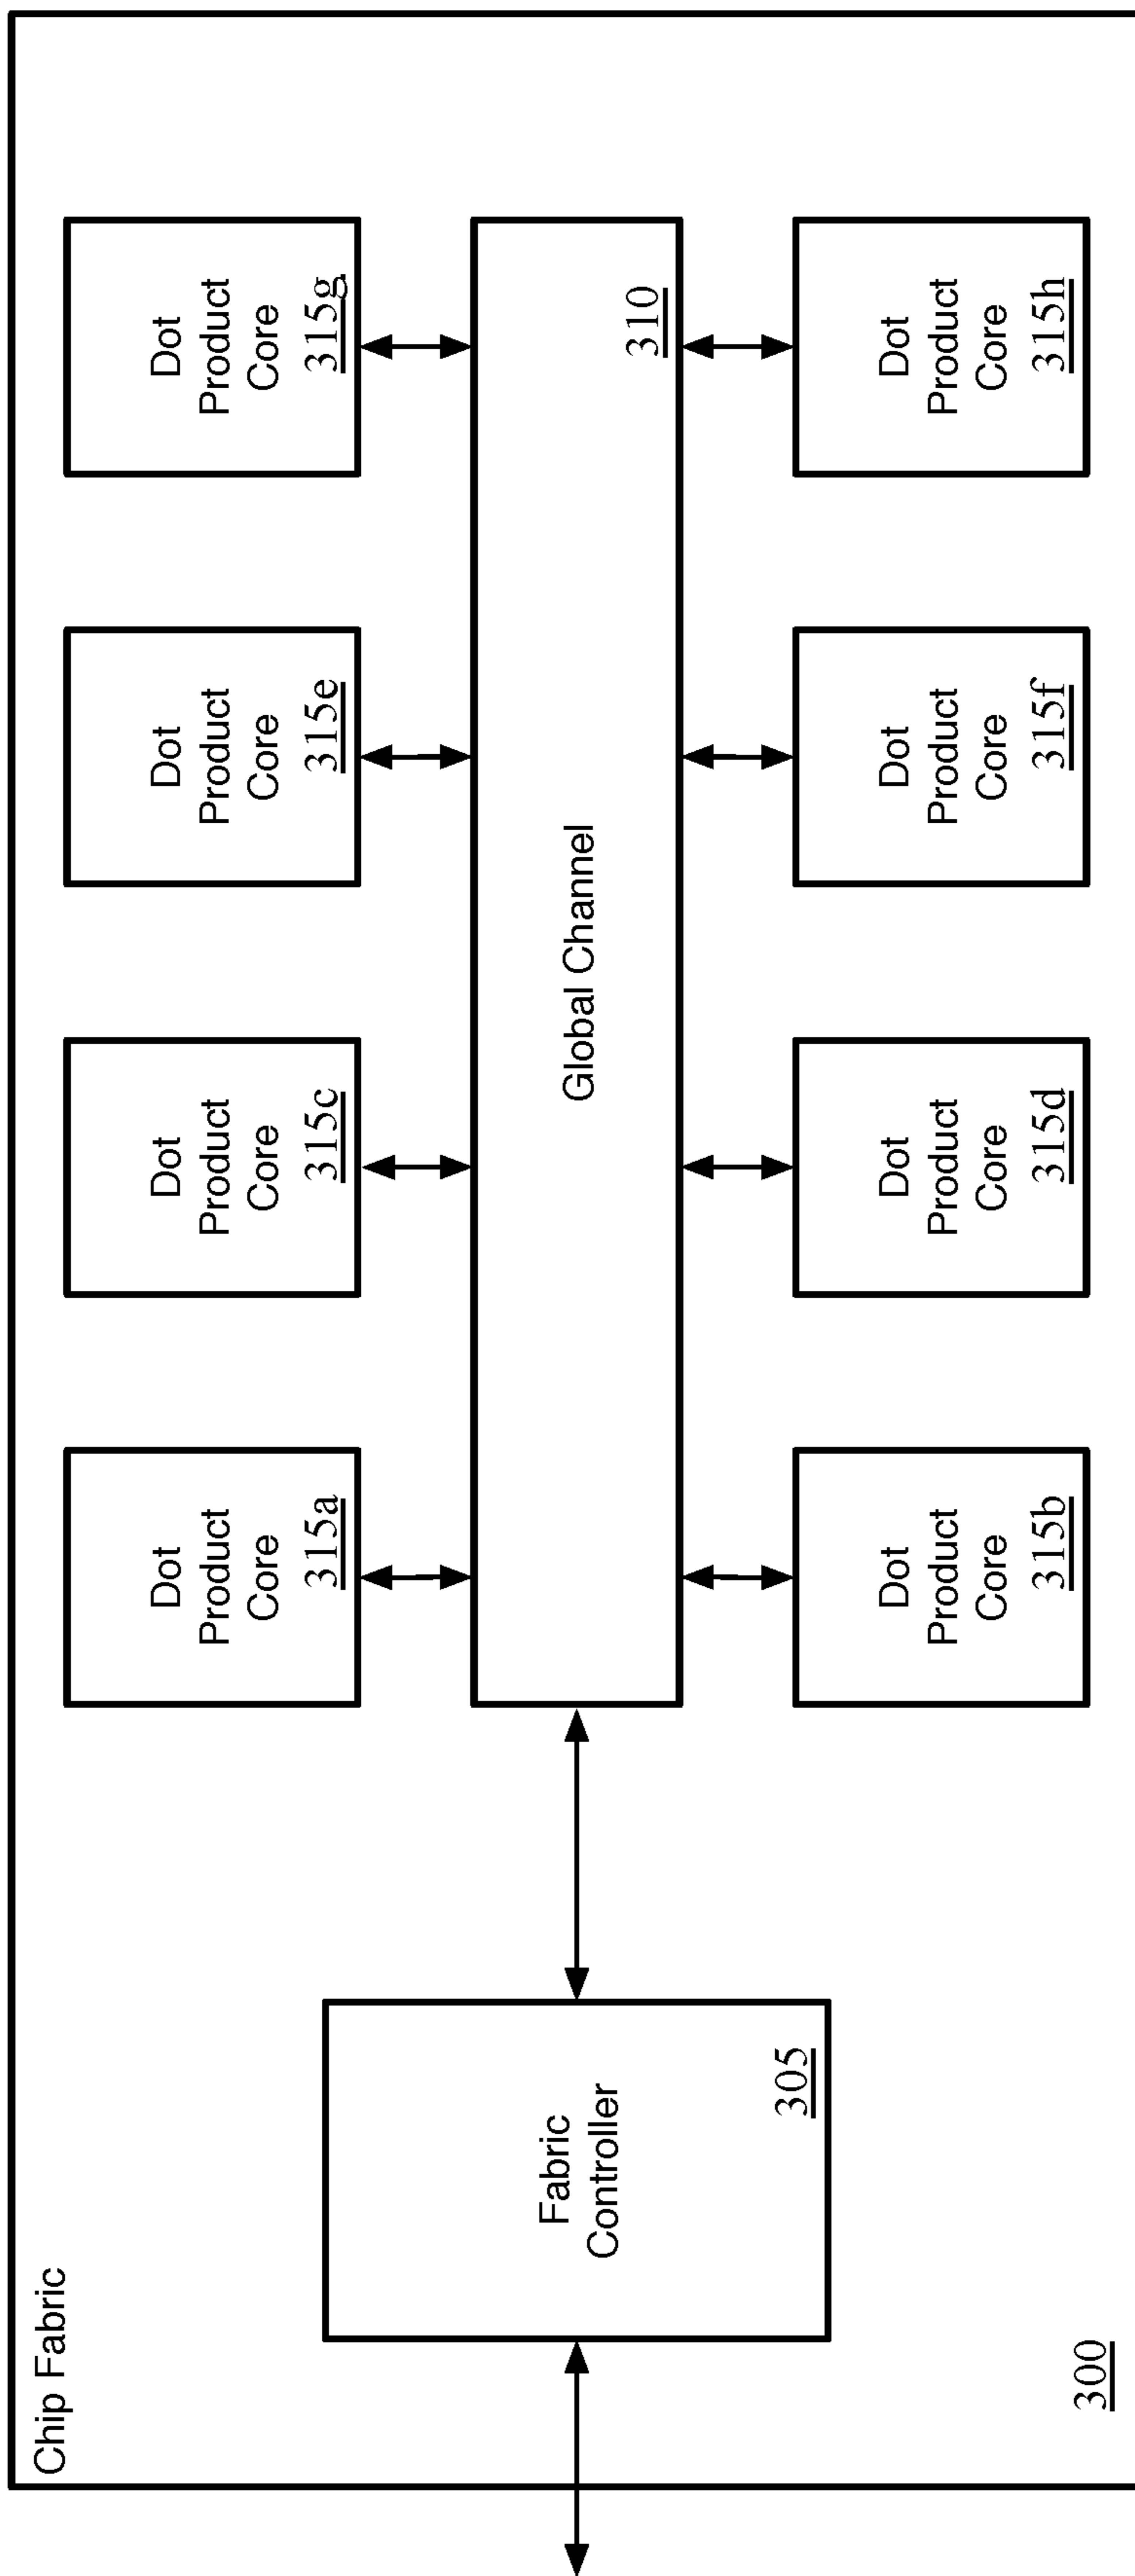 Chip Fabric
Dot
Product
Core
315a
Dot
Product
Core
315c
Dot
Product
Core
315e
Dot
Product
Core
315g
Fabric
Controller
305
Global Channel
310
Dot
Product
Core
315b
Dot
Product
Core
315d
Dot
Product
Core
315f
Dot
Product
Core
315h
300